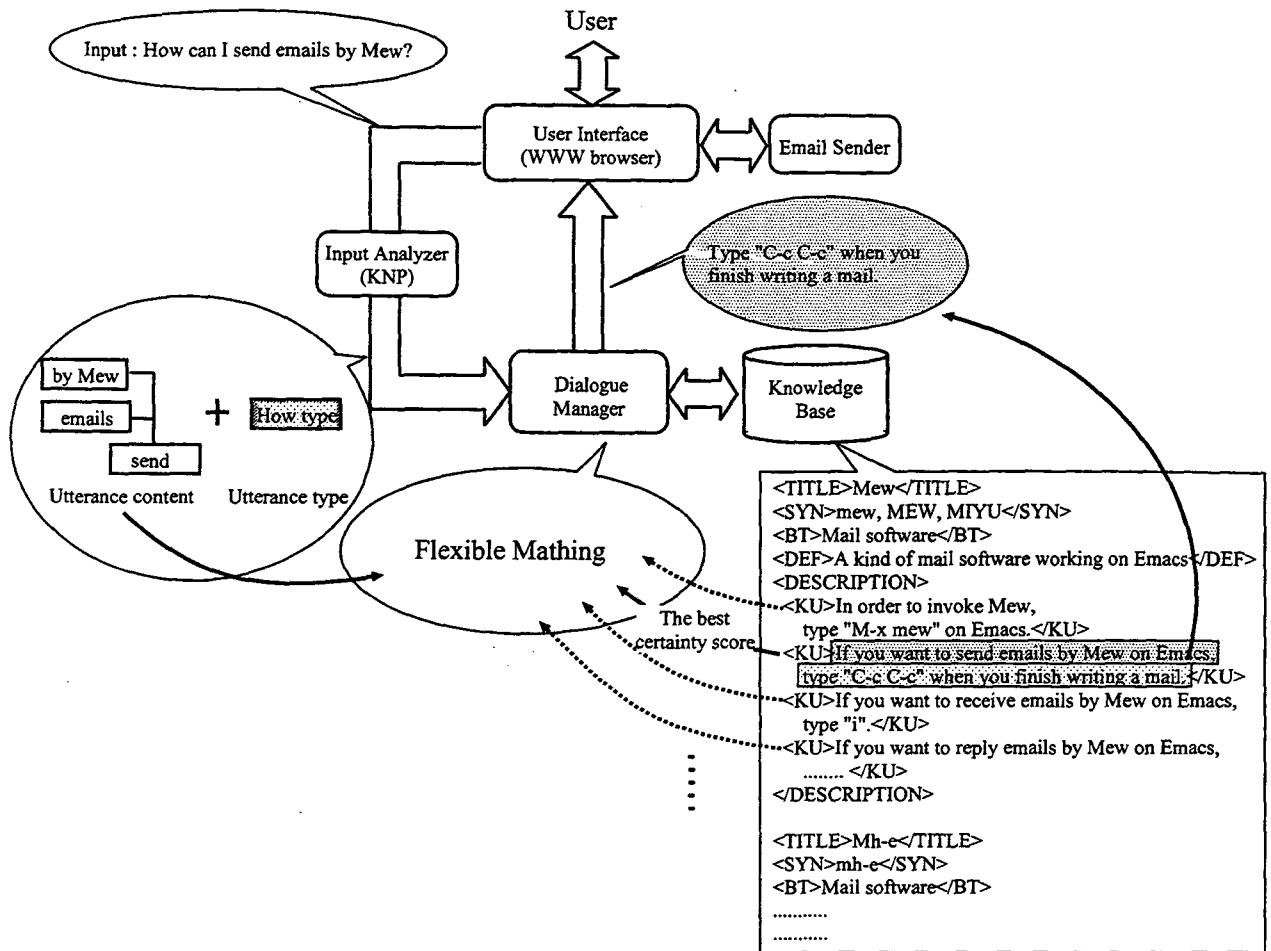 User
Input : How can I send emails by Mew?
User Interface
(WWW browser)
Email Sender
Input Analyzer
(KNP)
Type "C-c C-c" when you
finish writing a mail.
by Mew
emails
send
+
How type
Utterance content
Utterance type
Dialogue
Manager
Knowledge
Base
Flexible Mathing
The best
certainty score
<TITLE>Mew</TITLE>
<SYN>mew, MEW, MIYU</SYN>
<BT>Mail software</BT>
<DEF>A kind of mail software working on Emacs</DEF>
<DESCRIPTION>
<KU>In order to invoke Mew,
type "M-x mew" on Emacs.</KU>
<KU>If you want to send emails by Mew on Emacs,
type "C-c C-c" when you finish writing a mail.</KU>
<KU>If you want to receive emails by Mew on Emacs,
type "i".</KU>
<KU>If you want to reply emails by Mew on Emacs,
........ </KU>
</DESCRIPTION>
<TITLE>Mh-e</TITLE>
<SYN>mh-e</SYN>
<BT>Mail software</BT>
...........
...........